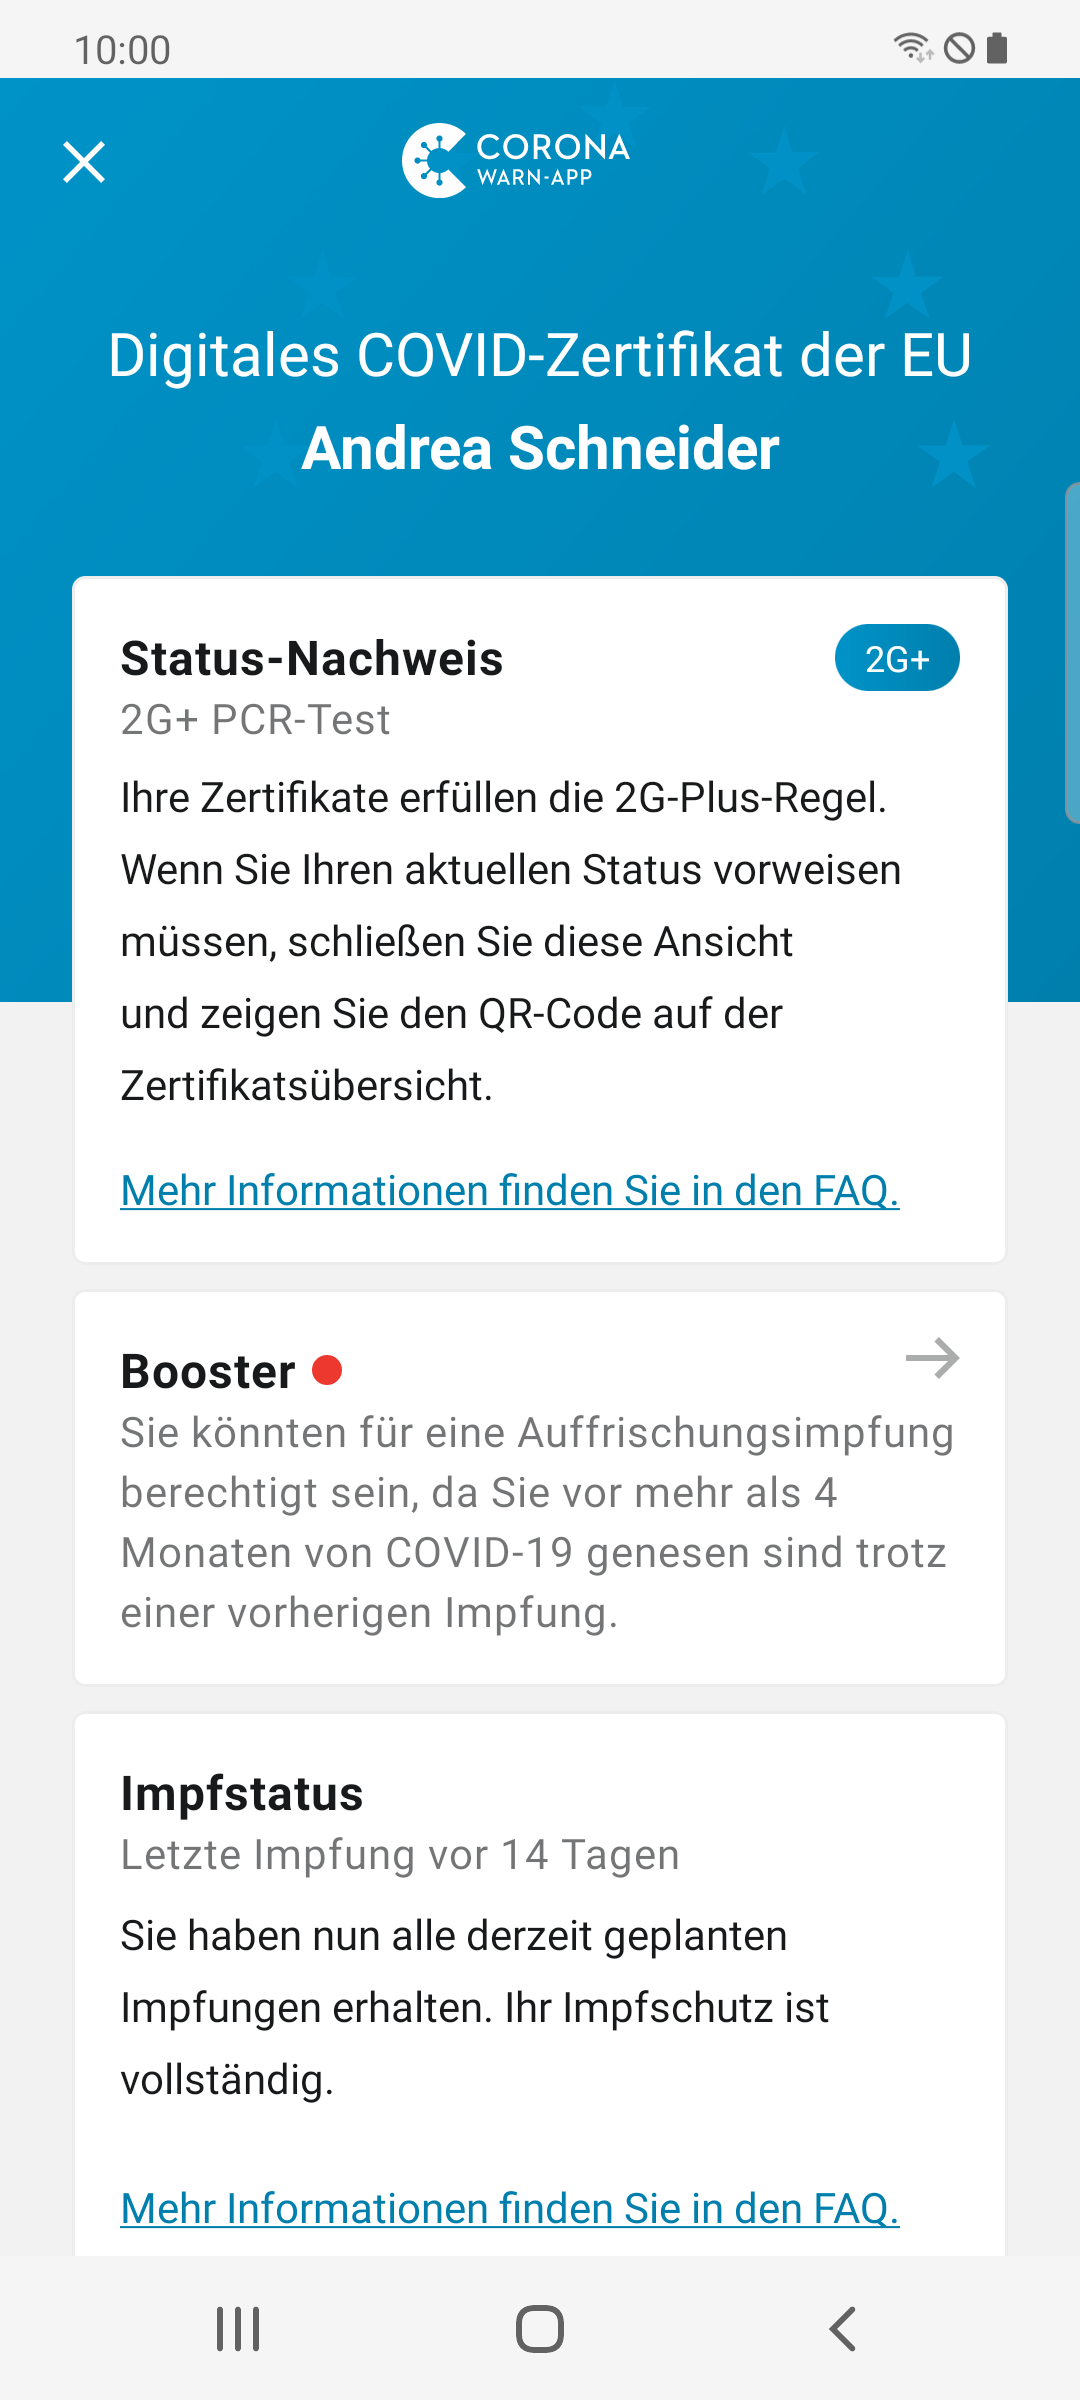 10:00
CORONA
WARN-APP
Digitales COVID-Zertifikat der EU
Andrea Schneider
Status-Nachweis
2G+
2G+ PCR-Test
Ihre Zertifikate erfüllen die 2G-Plus-Regel.
Wenn Sie Ihren aktuellen Status vorweisen
müssen, schließen Sie diese Ansicht
und zeigen Sie den QR-Code auf der
Zertifikatsübersicht.
Mehr Informationen finden Sie in den FAQ.
Booster
Sie könnten für eine Auffrischungsimpfung
berechtigt sein, da Sie vor mehr als 4
Monaten von COVID-19 genesen sind trotz
einer vorherigen Impfung.
Impfstatus
Letzte Impfung vor 14 Tagen
Sie haben nun alle derzeit geplanten
Impfungen erhalten. Ihr Impfschutz ist
vollständig.
Mehr Informationen finden Sie in den FAQ.